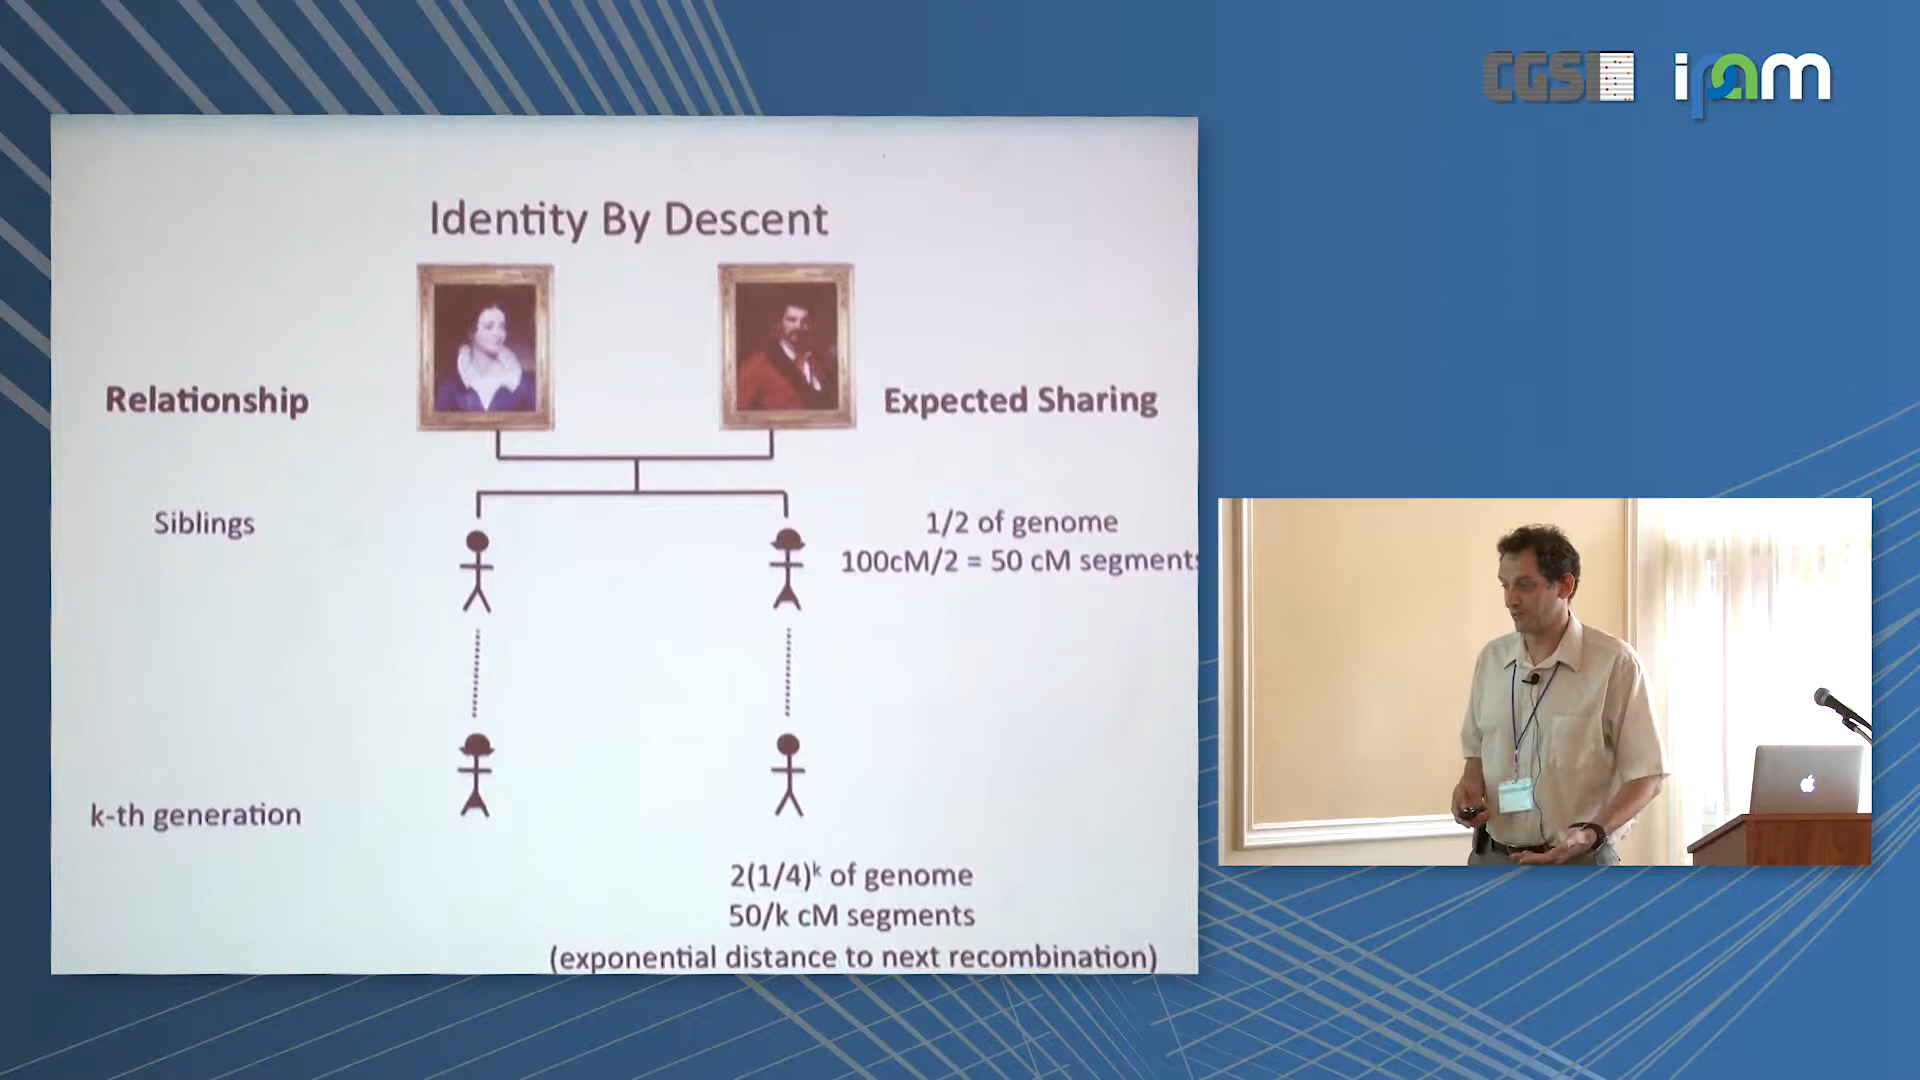 CGSI
ipam
Identity By Descent
Relationship
Expected Sharing
Siblings
1/2 of genome
100cM/2 = 50 cM segments
k-th generation
2(1/4)ᵏ of genome
50/k cM segments
(exponential distance to next recombination)